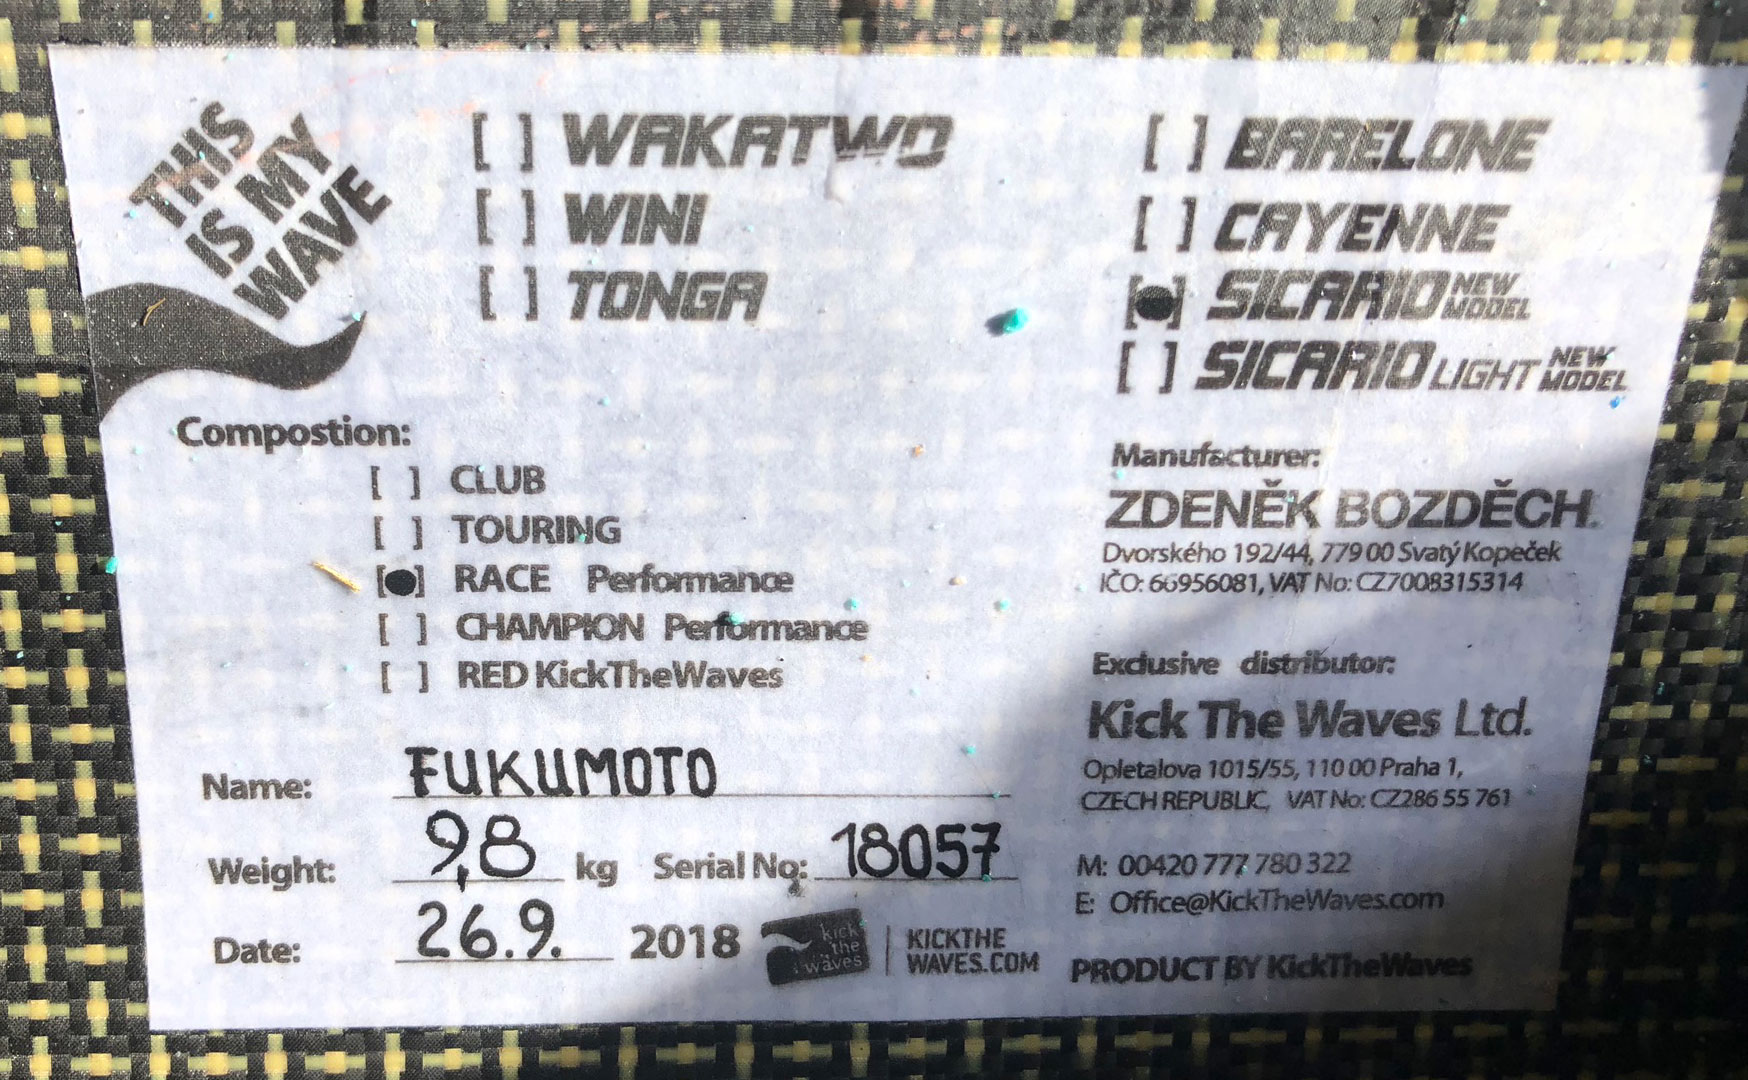 THIS
IS MY
WAVE
[ ] WAKATWO
[ ] WINI
[ ] TONGA
[ ] BARELONE
[ ] CAYENNE
[●] SICARIO NEW MODEL
[ ] SICARIO LIGHT NEW MODEL
Compostion:
[ ] CLUB
[ ] TOURING
[●] RACE Performance
[ ] CHAMPION Performance
[ ] RED KickTheWaves
Manufacturer:
ZDENĚK BOZDĚCH
Dvorského 192/44, 779 00 Svatý Kopeček
IČO: 66956081, VAT No: CZ7008315314
Exclusive distributor:
Kick The Waves Ltd.
Opletalova 1015/55, 110 00 Praha 1,
CZECH REPUBLIC, VAT No: CZ286 55 761
M: 00420 777 780 322
E: Office@KickTheWaves.com
PRODUCT BY KickTheWaves
Name: FUKUMOTO
Weight: 9,8 kg Serial No: 18057
Date: 26.9. 2018
kick
the
waves
KICKTHE
WAVES.COM